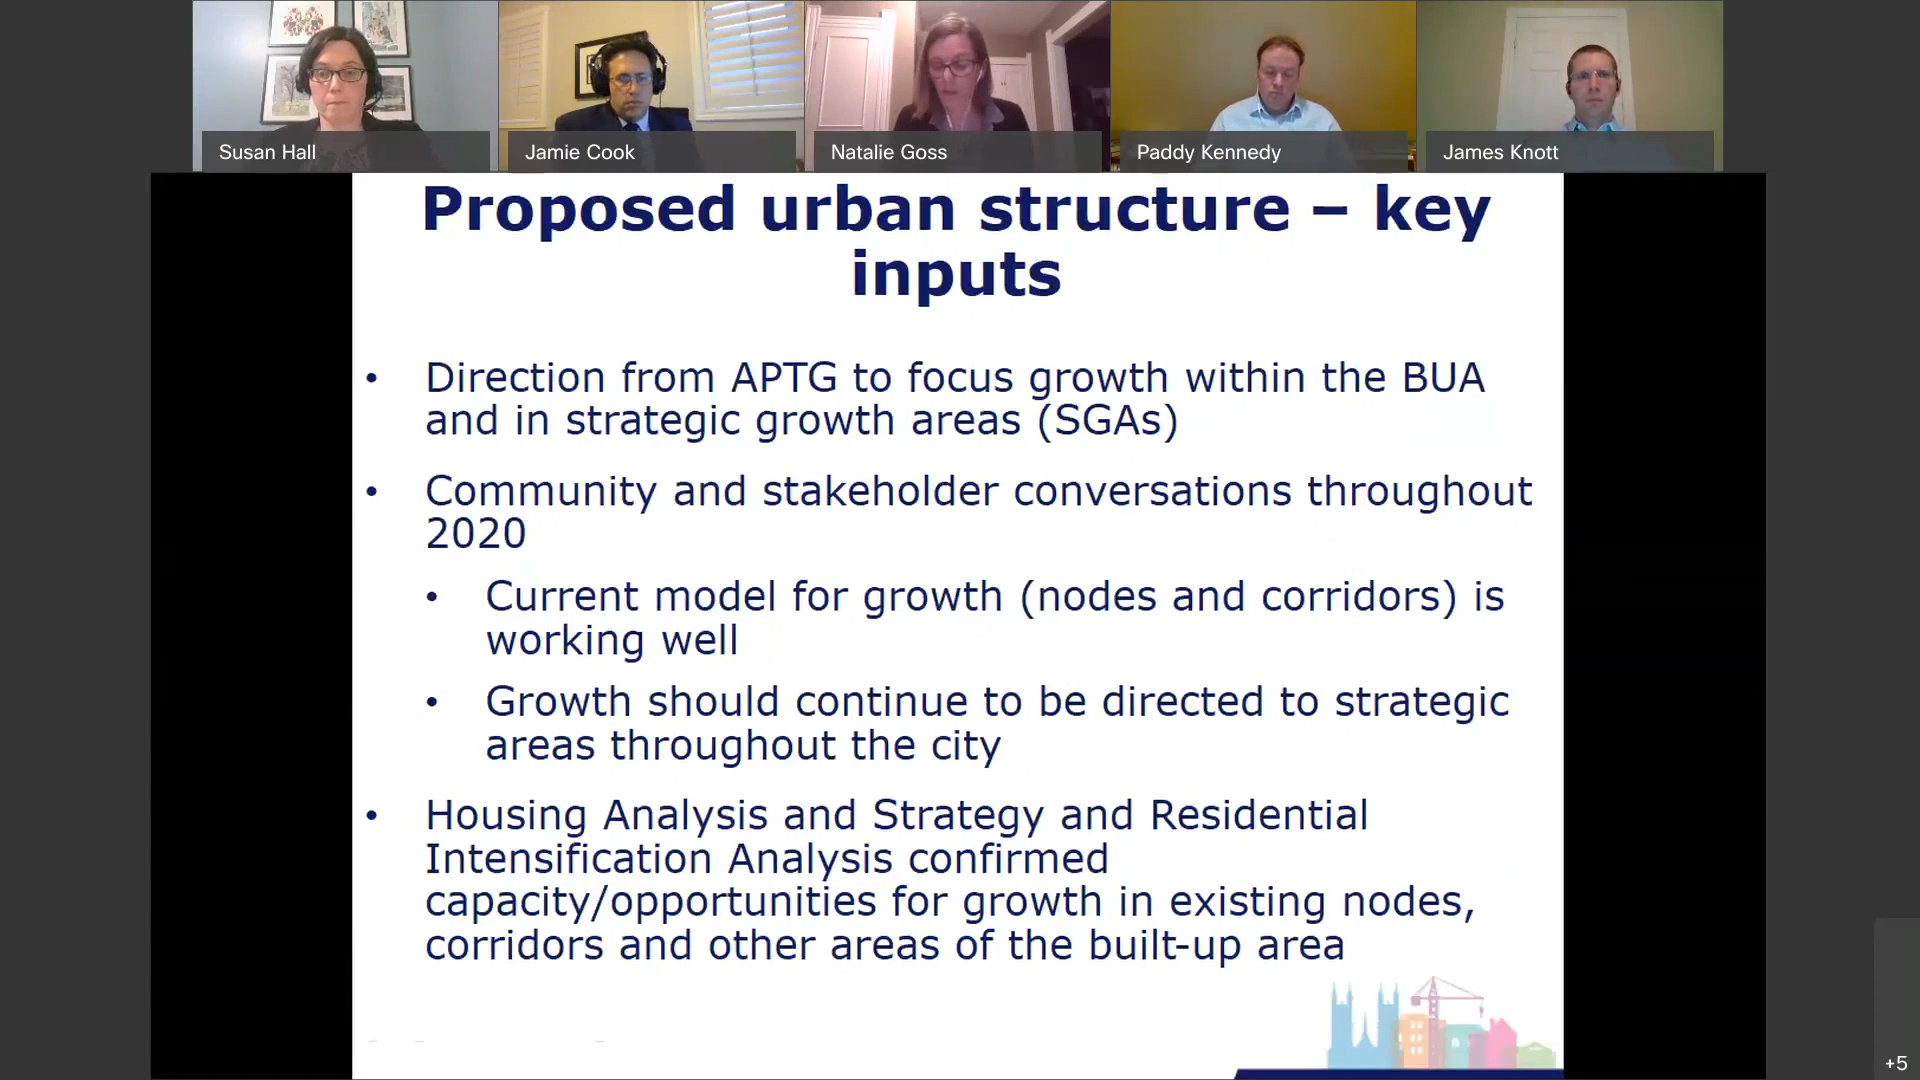 Susan Hall
Jamie Cook
Natalie Goss
Paddy Kennedy
James Knott
Proposed urban structure – key
inputs
• Direction from APTG to focus growth within the BUA
and in strategic growth areas (SGAs)
• Community and stakeholder conversations throughout
2020
• Current model for growth (nodes and corridors) is
working well
• Growth should continue to be directed to strategic
areas throughout the city
• Housing Analysis and Strategy and Residential
Intensification Analysis confirmed
capacity/opportunities for growth in existing nodes,
corridors and other areas of the built-up area
+5